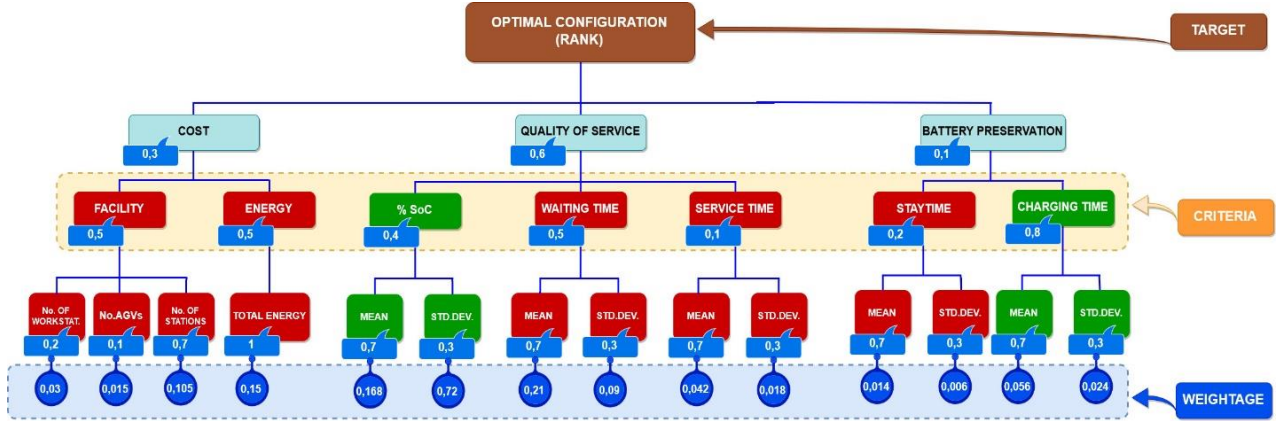 OPTIMAL CONFIGURATION
(RANK)
TARGET
COST
QUALITY OF SERVICE
BATTERY PRESERVATION
0,3
0,6
0,1
FACILITY
ENERGY
% SoC
WAITING TIME
SERVICE TIME
STAYTIME
CHARGING TIME
CRITERIA
0,5
0,5
0,4
0,5
0,1
0,2
0,8
No. OF
WORKSTAT.
No.AGVs
No. OF
STATIONS
TOTAL ENERGY
MEAN
STD.DEV.
MEAN
STD.DEV.
MEAN
STD.DEV.
MEAN
STD.DEV.
MEAN
STD.DEV.
0,2
0,1
0,7
1
0,7
0,3
0,7
0,3
0,7
0,3
0,7
0,3
0,7
0,3
0,03
0,015
0,105
0,15
0,168
0,72
0,21
0,09
0,042
0,018
0,014
0,006
0,056
0,024
WEIGHTAGE